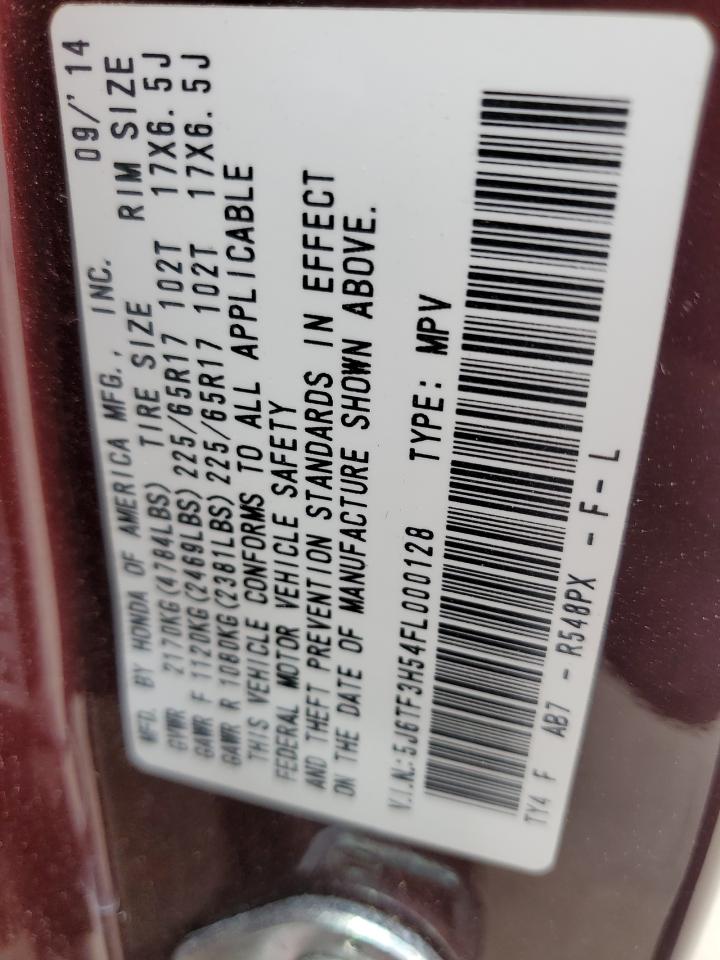 MFD. BY HONDA OF AMERICA MFG., INC. 09/'14
TIRE SIZE RIM SIZE
GVWR 2170KG(4784LBS)
GAWR F 1120KG(2469LBS) 225/65R17 102T 17X6.5J
GAWR R 1080KG(2381LBS) 225/65R17 102T 17X6.5J
THIS VEHICLE CONFORMS TO ALL APPLICABLE
FEDERAL MOTOR VEHICLE SAFETY
AND THEFT PREVENTION STANDARDS IN EFFECT
ON THE DATE OF MANUFACTURE SHOWN ABOVE.
V.I.N.:5J6TF3H54FL000128 TYPE: MPV
TY4 F AB7 - R548PX - F - L